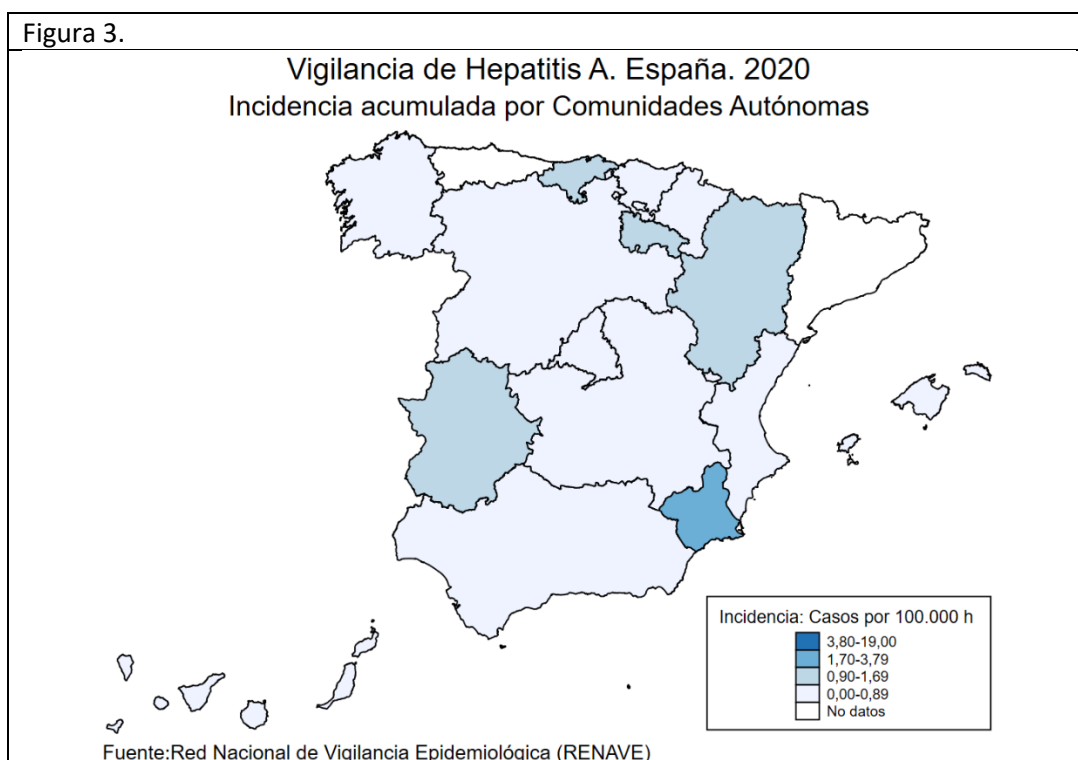 Figura 3.
Vigilancia de Hepatitis A. España. 2020
Incidencia acumulada por Comunidades Autónomas
Incidencia: Casos por 100.000 h
3,80-19,00
1,70-3,79
0,90-1,69
0,00-0,89
No datos
Fuente:Red Nacional de Vigilancia Epidemiológica (RENAVE)